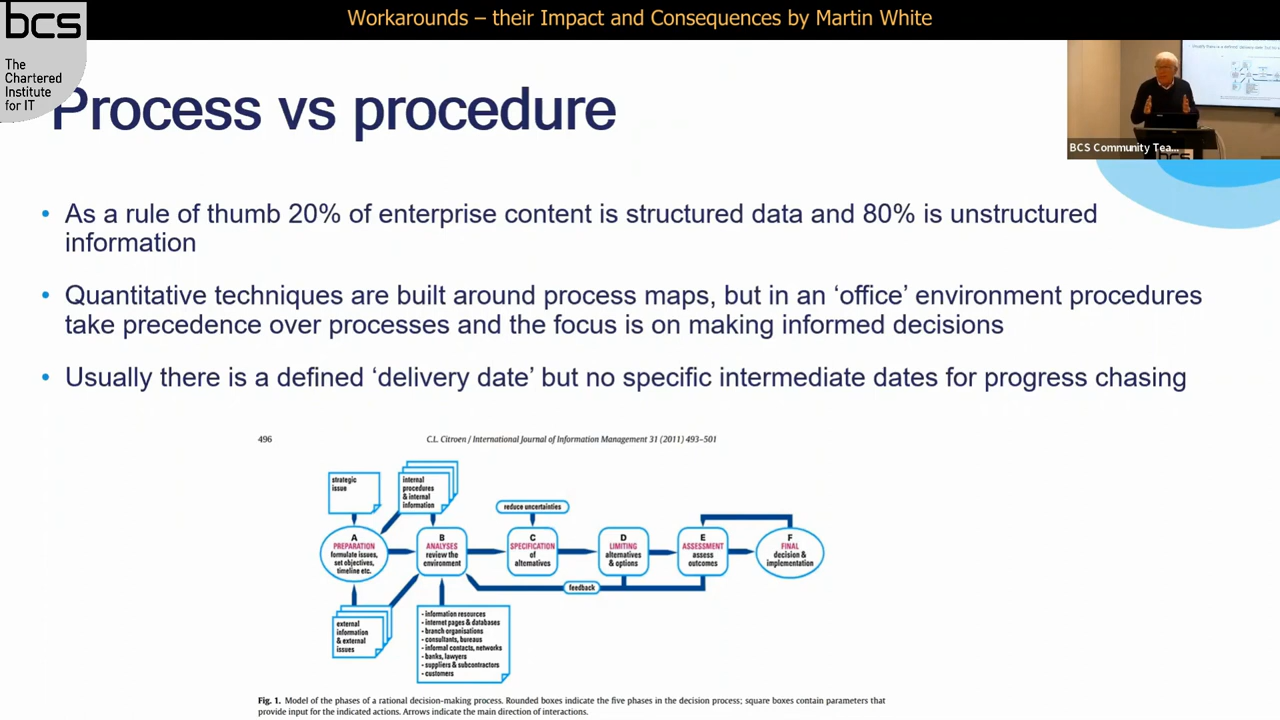 Workarounds – their Impact and Consequences by Martin White
bcs
The
Chartered
Institute
for IT
Process vs procedure
BCS Community Tea...
• As a rule of thumb 20% of enterprise content is structured data and 80% is unstructured
information
• Quantitative techniques are built around process maps, but in an ‘office’ environment procedures
take precedence over processes and the focus is on making informed decisions
• Usually there is a defined ‘delivery date’ but no specific intermediate dates for progress chasing
496
C.L. Citroen / International Journal of Information Management 31 (2011) 493–501
strategic
issue
internal
procedures
& internal
information
reduce uncertainties
A
PREPARATION
formulate issues,
set objectives,
timeline etc.
B
ANALYSES
review the
environment
C
SPECIFICATION
of
alternatives
D
LIMITING
alternatives
& options
E
ASSESSMENT
assess
outcomes
F
FINAL
decision &
implementation
feedback
external
information
& external
issues
- information resources
- internet pages & databases
- branch organisations
- consultants, bureaus
- informal contacts, networks
- banks, lawyers
- suppliers & subcontractors
- customers
Fig. 1. Model of the phases of a rational decision-making process. Rounded boxes indicate the five phases in the decision process; square boxes contain parameters that
provide input for the indicated actions. Arrows indicate the main direction of interactions.